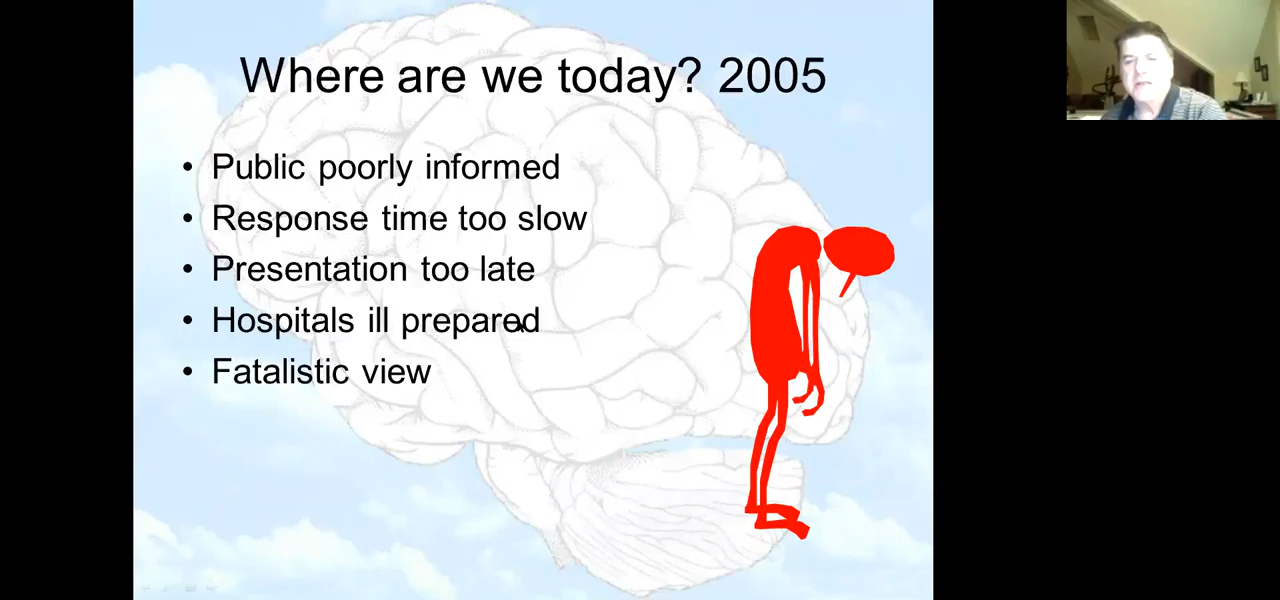 Where are we today? 2005
• Public poorly informed
• Response time too slow
• Presentation too late
• Hospitals ill prepared
• Fatalistic view